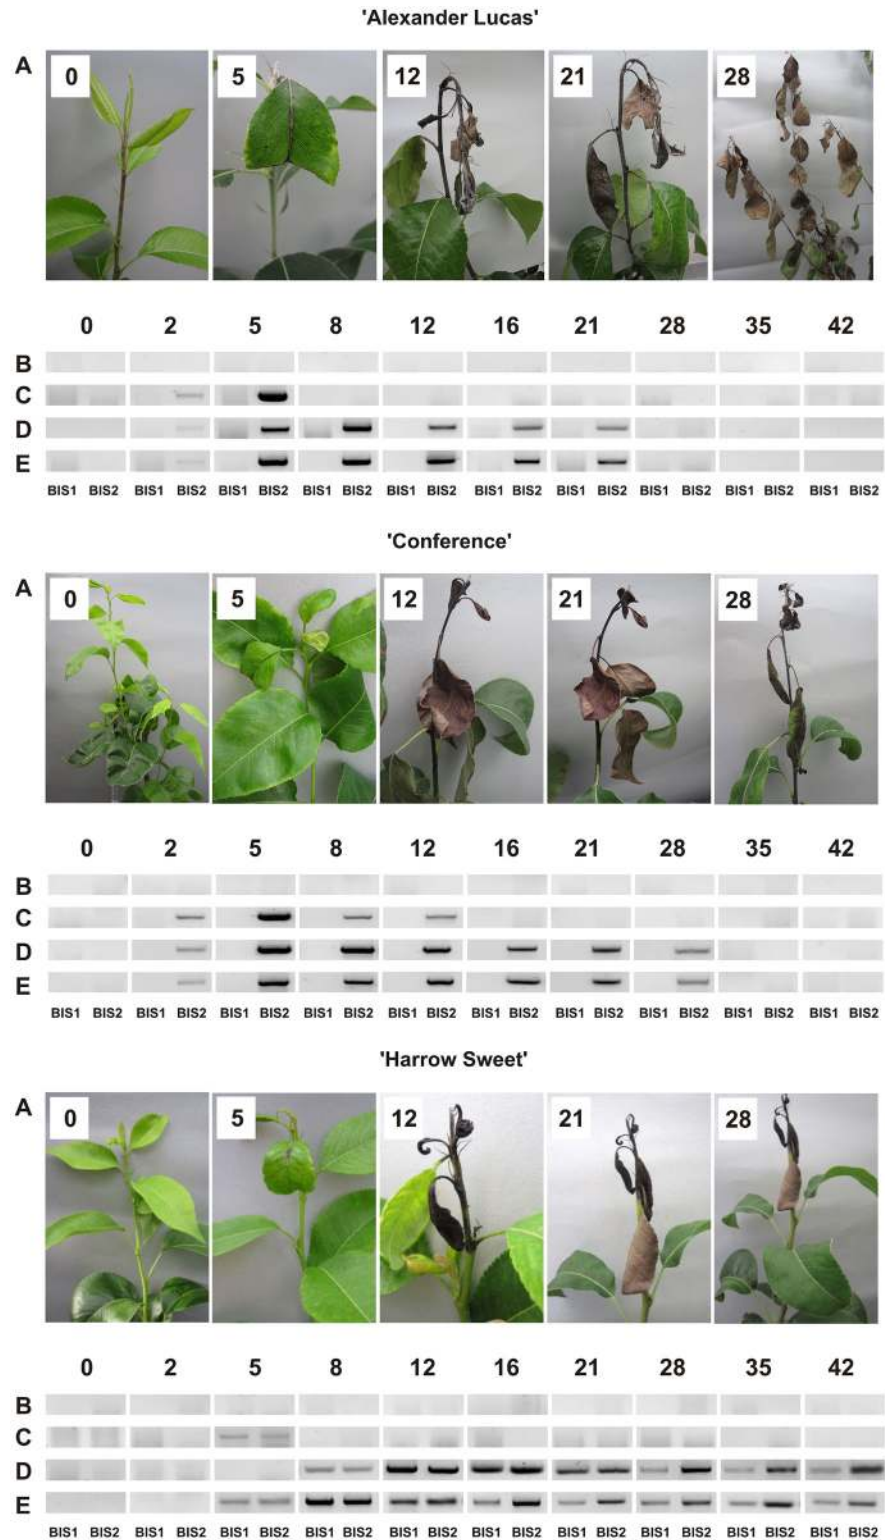 'Alexander Lucas'
A 0 5 12 21 28
0 2 5 8 12 16 21 28 35 42
B
C
D
E
BIS1 BIS2 BIS1 BIS2 BIS1 BIS2 BIS1 BIS2 BIS1 BIS2 BIS1 BIS2 BIS1 BIS2 BIS1 BIS2 BIS1 BIS2 BIS1 BIS2
'Conference'
A 0 5 12 21 28
0 2 5 8 12 16 21 28 35 42
B
C
D
E
BIS1 BIS2 BIS1 BIS2 BIS1 BIS2 BIS1 BIS2 BIS1 BIS2 BIS1 BIS2 BIS1 BIS2 BIS1 BIS2 BIS1 BIS2 BIS1 BIS2
'Harrow Sweet'
A 0 5 12 21 28
0 2 5 8 12 16 21 28 35 42
B
C
D
E
BIS1 BIS2 BIS1 BIS2 BIS1 BIS2 BIS1 BIS2 BIS1 BIS2 BIS1 BIS2 BIS1 BIS2 BIS1 BIS2 BIS1 BIS2 BIS1 BIS2